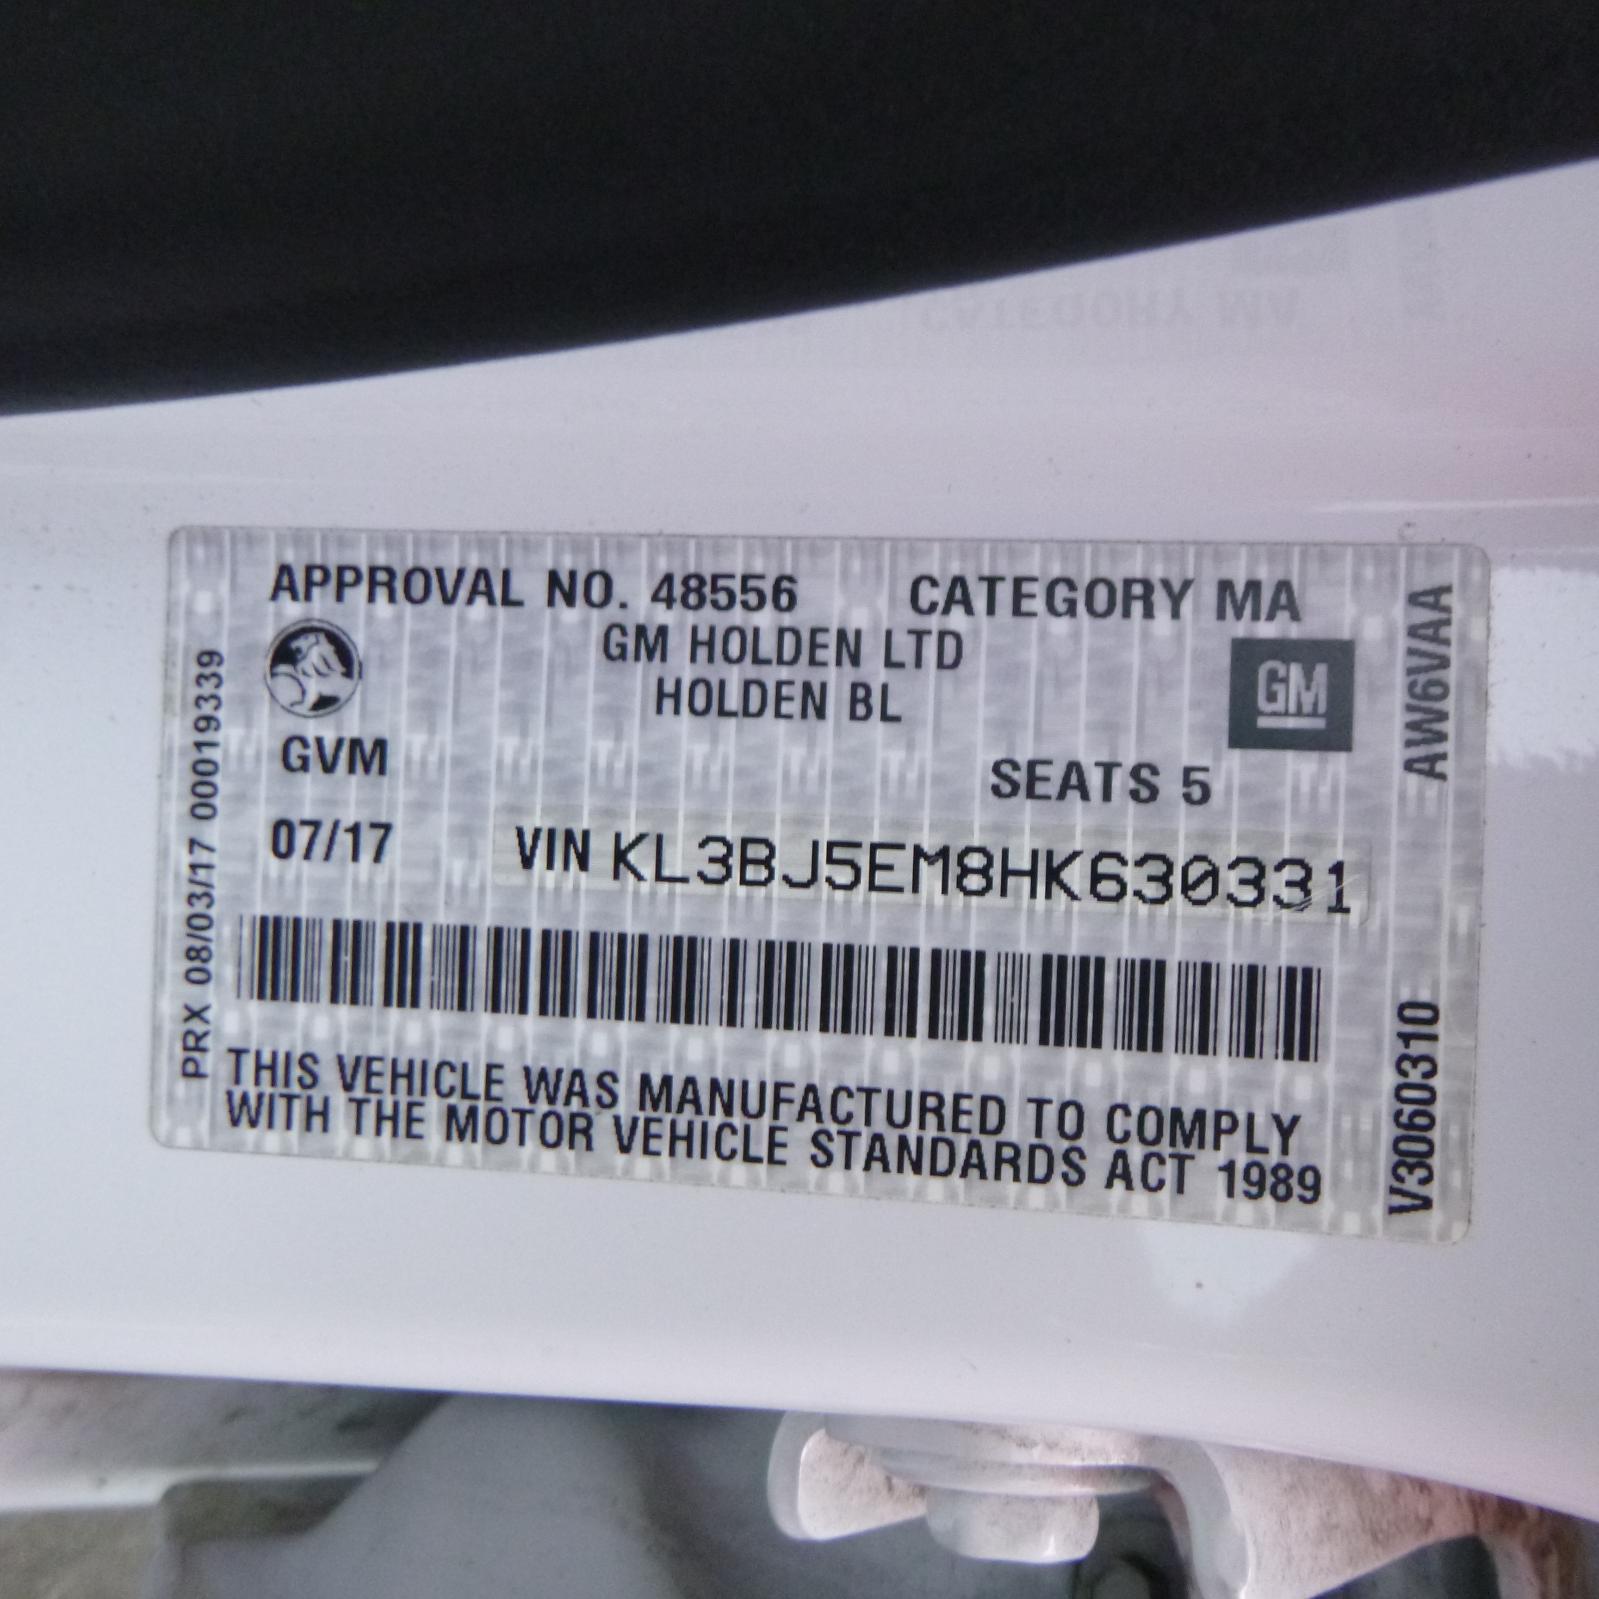 APPROVAL NO. 48556 CATEGORY MA
GM HOLDEN LTD
HOLDEN BL
GM
GVM
SEATS 5
07/17 VIN KL3BJ5EM8HK630331
THIS VEHICLE WAS MANUFACTURED TO COMPLY
WITH THE MOTOR VEHICLE STANDARDS ACT 1989
PRX 08/03/17 00019339
AW6VAA
V3060310